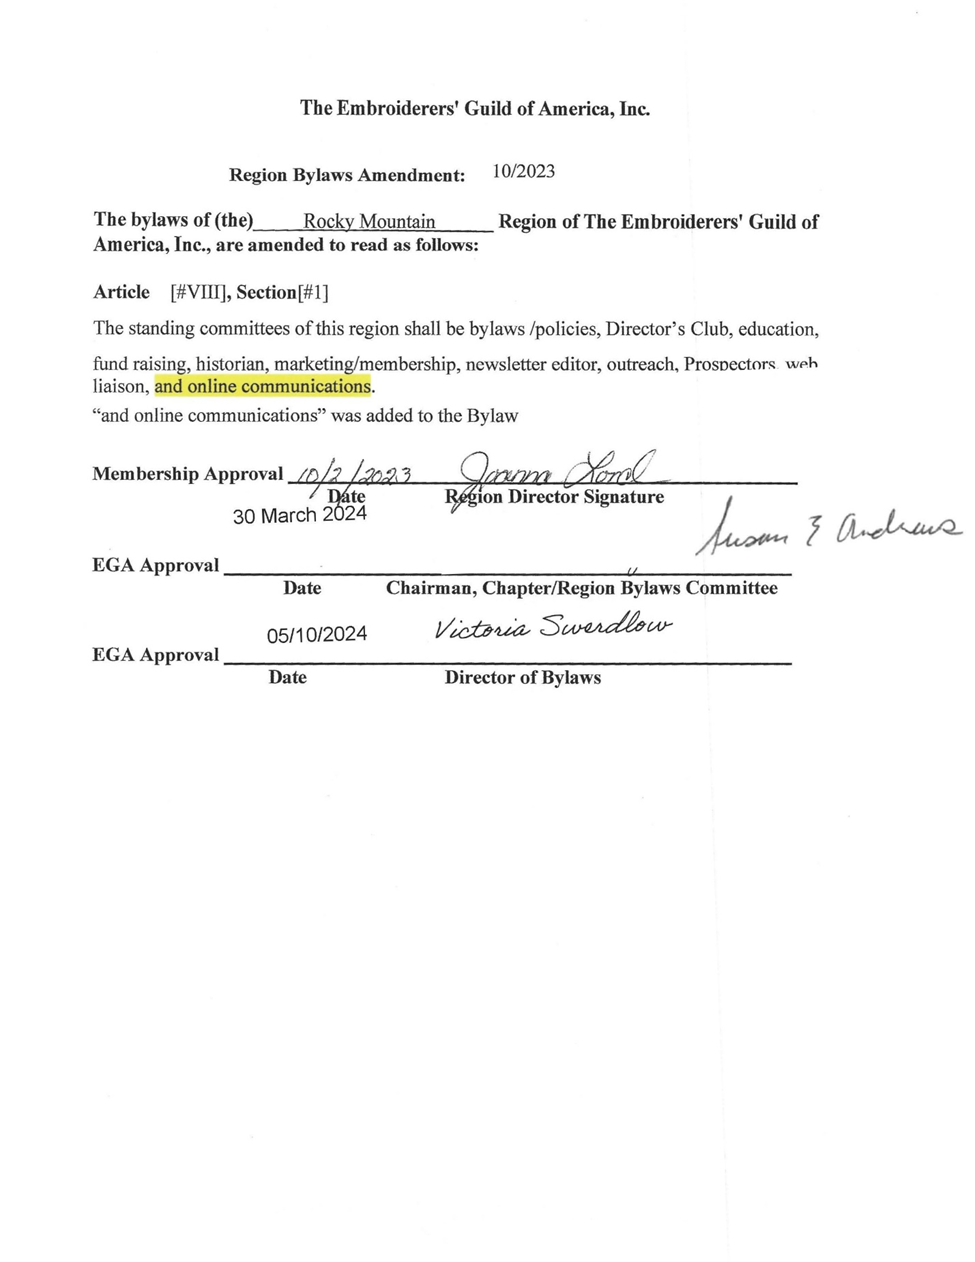 The Embroiderers' Guild of America, Inc.
Region Bylaws Amendment: 10/2023
The bylaws of (the) Rocky Mountain Region of The Embroiderers' Guild of
America, Inc., are amended to read as follows:
Article [#VIII], Section[#1]
The standing committees of this region shall be bylaws /policies, Director’s Club, education,
fund raising, historian, marketing/membership, newsletter editor, outreach, Prospectors, web
liaison, and online communications.
“and online communications” was added to the Bylaw
Membership Approval 10/2/2023 Joanna
Date Region Director Signature
30 March 2024 Susan E Andrews
EGA Approval
Date Chairman, Chapter/Region Bylaws Committee
05/10/2024 Victoria Swerdlow
EGA Approval
Date Director of Bylaws